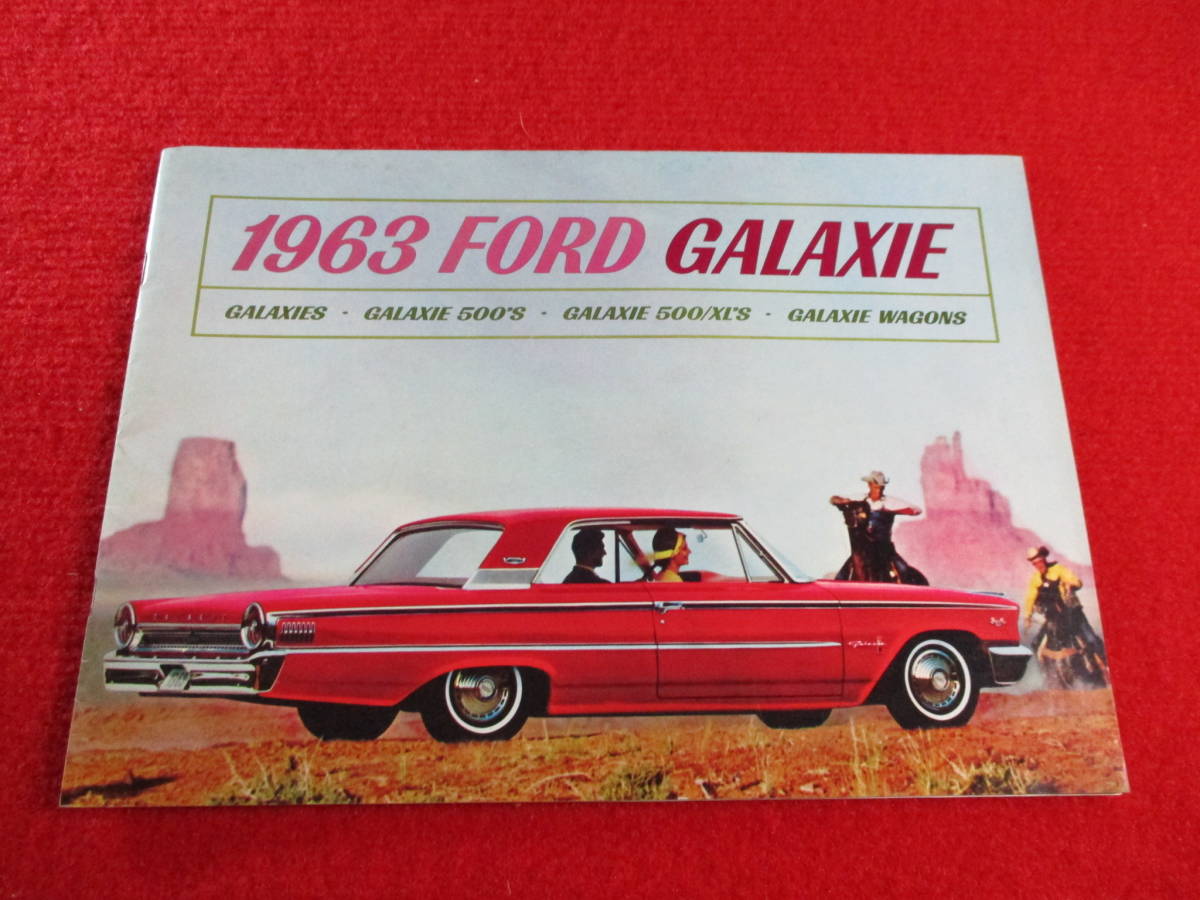 1963 FORD GALAXIE
GALAXIES · GALAXIE 500'S · GALAXIE 500/XL'S · GALAXIE WAGONS